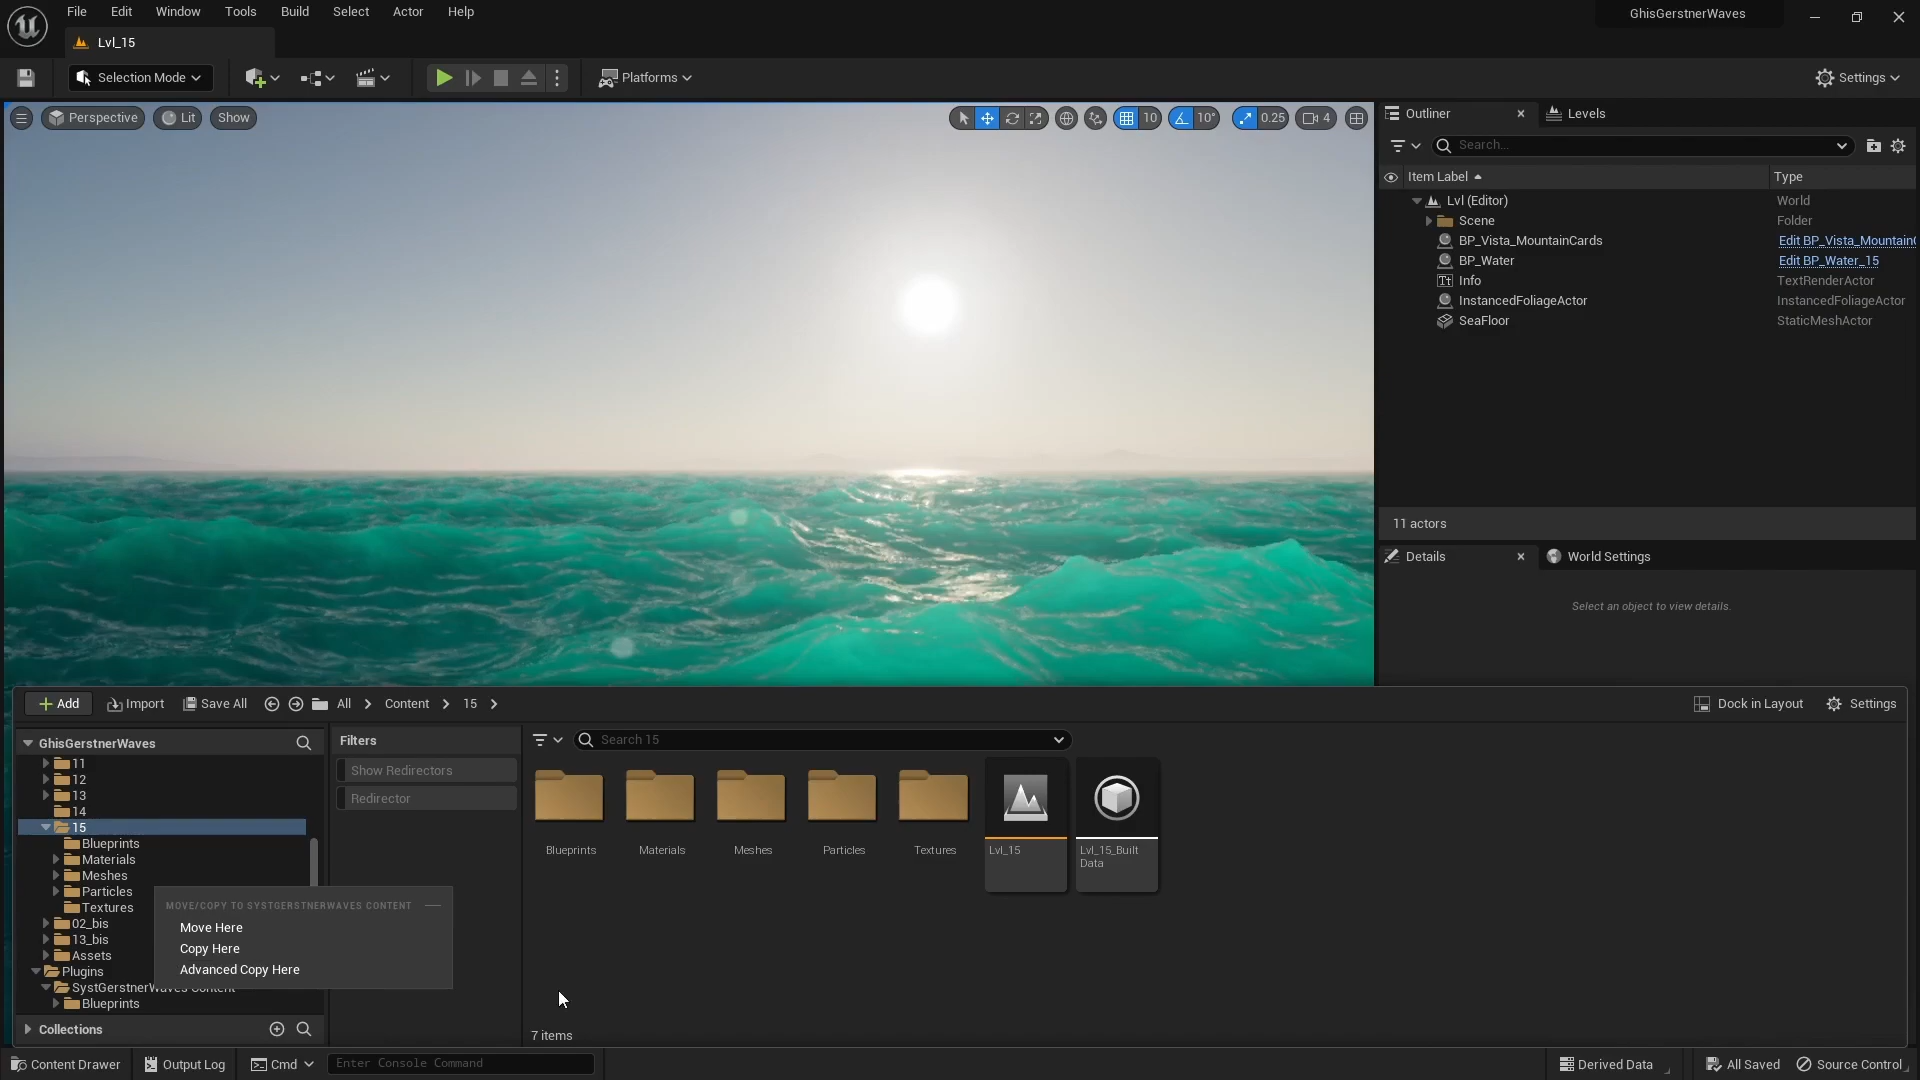 File Edit Window Tools Build Select Actor Help
GhisGerstnerWaves
Lvl_15
Selection Mode
Platforms
Settings
Perspective
Lit
Show
10
10°
0.25
4
Outliner
Levels
Search...
Item Label
Type
Lvl (Editor)
World
Scene
Folder
BP_Vista_MountainCards
Edit BP_Vista_Mountain
BP_Water
Edit BP_Water_15
Info
TextRenderActor
InstancedFoliageActor
InstancedFoliageActor
SeaFloor
StaticMeshActor
11 actors
Details
World Settings
Select an object to view details.
Add
Import
Save All
All
Content
15
Dock in Layout
Settings
GhisGerstnerWaves
11
12
13
14
15
Blueprints
Materials
Meshes
Particles
Textures
02_bis
13_bis
Assets
Plugins
SystGerstnerWaves Content
Blueprints
Collections
MOVE/COPY TO SYSTGERSTNERWAVES CONTENT
Move Here
Copy Here
Advanced Copy Here
Filters
Show Redirectors
Redirector
Search 15
Blueprints
Materials
Meshes
Particles
Textures
Lvl_15
Lvl_15_Built
Data
7 items
Content Drawer
Output Log
Cmd
Enter Console Command
Derived Data
All Saved
Source Control